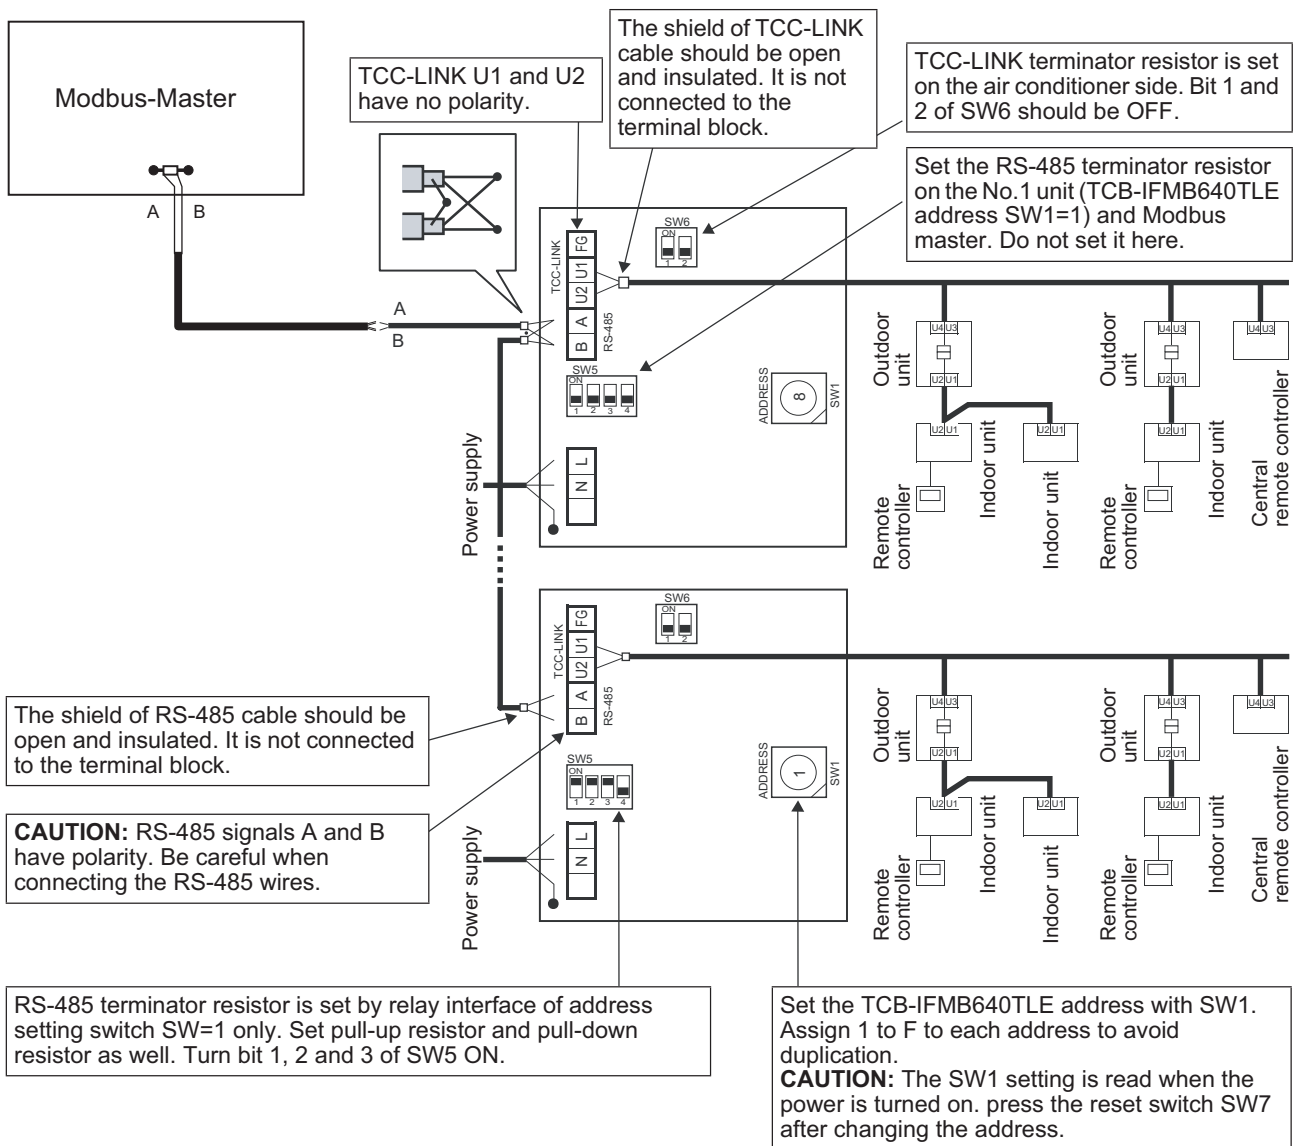 Modbus-Master
A
B
TCC-LINK U1 and U2
have no polarity.
The shield of TCC-LINK
cable should be open
and insulated. It is not
connected to the
terminal block.
TCC-LINK terminator resistor is set
on the air conditioner side. Bit 1 and
2 of SW6 should be OFF.
Set the RS-485 terminator resistor
on the No.1 unit (TCB-IFMB640TLE
address SW1=1) and Modbus
master. Do not set it here.
A
B
TCC-LINK
FG
U1
U2
A
B
RS-485
SW6
ON
1 2
SW5
ON
1 2 3 4
ADDRESS
8
SW1
Power supply
L
N
Outdoor
unit
U4 U3
U2 U1
U2 U1
Remote
controller
Indoor unit
U2 U1
Indoor unit
Outdoor
unit
U4 U3
U2 U1
U2 U1
Remote
controller
Indoor unit
U4 U3
Central
remote controller
TCC-LINK
FG
U1
U2
A
B
RS-485
SW6
ON
1 2
SW5
ON
1 2 3 4
ADDRESS
1
SW1
Power supply
L
N
Outdoor
unit
U4 U3
U2 U1
U2 U1
Remote
controller
Indoor unit
U2 U1
Indoor unit
Outdoor
unit
U4 U3
U2 U1
U2 U1
Remote
controller
Indoor unit
U4 U3
Central
remote controller
The shield of RS-485 cable should be
open and insulated. It is not connected
to the terminal block.
CAUTION: RS-485 signals A and B
have polarity. Be careful when
connecting the RS-485 wires.
RS-485 terminator resistor is set by relay interface of address
setting switch SW=1 only. Set pull-up resistor and pull-down
resistor as well. Turn bit 1, 2 and 3 of SW5 ON.
Set the TCB-IFMB640TLE address with SW1.
Assign 1 to F to each address to avoid
duplication.
CAUTION: The SW1 setting is read when the
power is turned on. press the reset switch SW7
after changing the address.